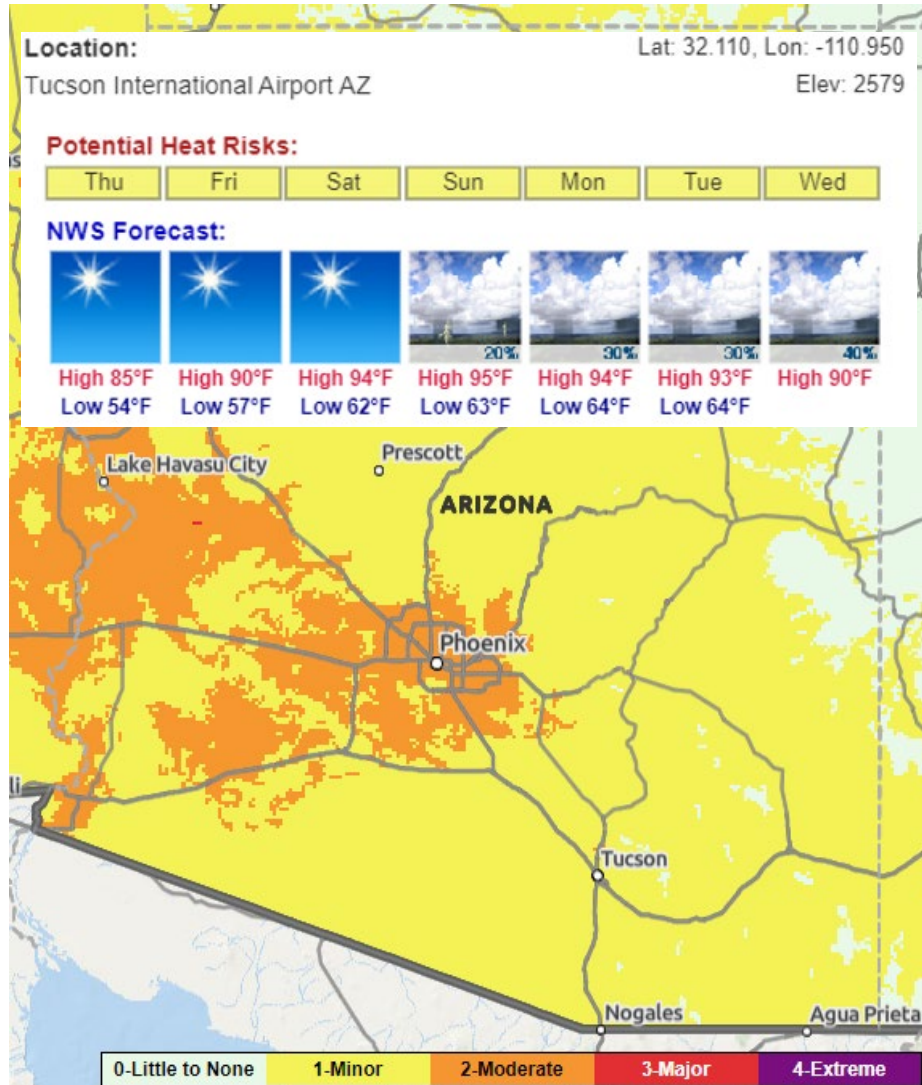 Location:
Lat: 32.110, Lon: -110.950
Tucson International Airport AZ
Elev: 2579
Potential Heat Risks:
Thu Fri Sat Sun Mon Tue Wed
NWS Forecast:
20% 30% 30% 40%
High 85°F High 90°F High 94°F High 95°F High 94°F High 93°F High 90°F
Low 54°F Low 57°F Low 62°F Low 63°F Low 64°F Low 64°F
Prescott
Lake Havasu City
ARIZONA
Phoenix
Tucson
Nogales
Agua Prieta
0-Little to None 1-Minor 2-Moderate 3-Major 4-Extreme